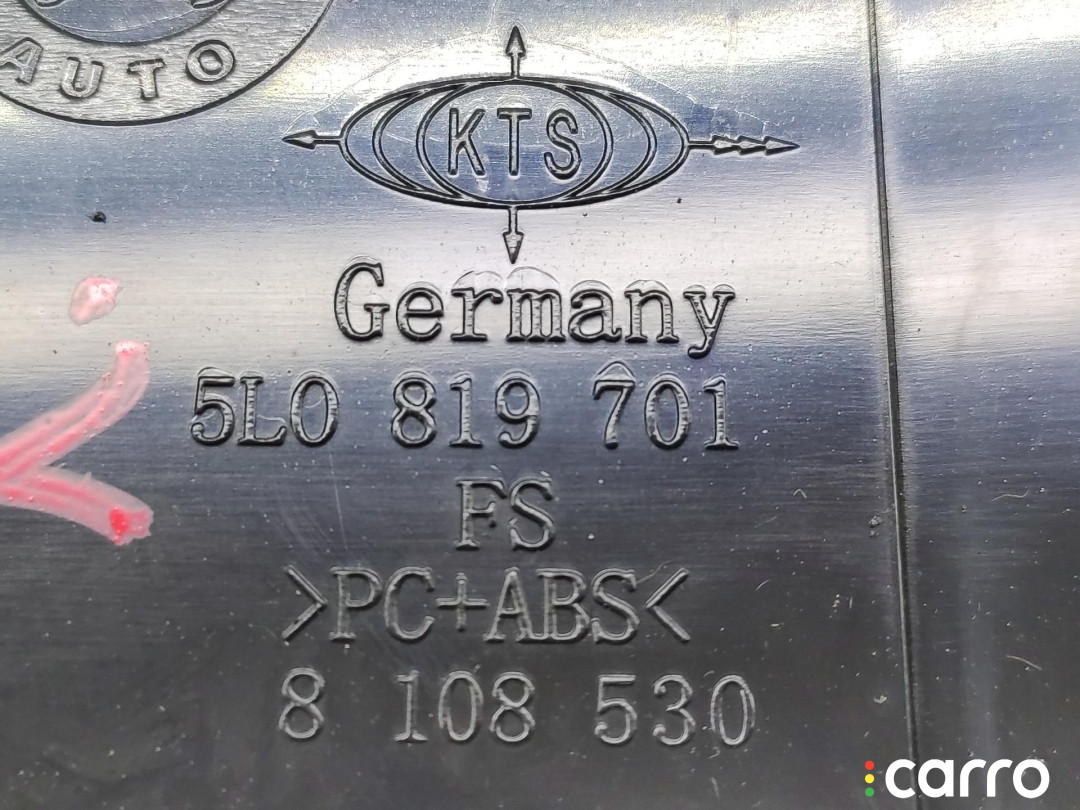 AUTO
KTS
Germany
5L0 819 701
FS
>PC+ABS<
8 108 530
carro